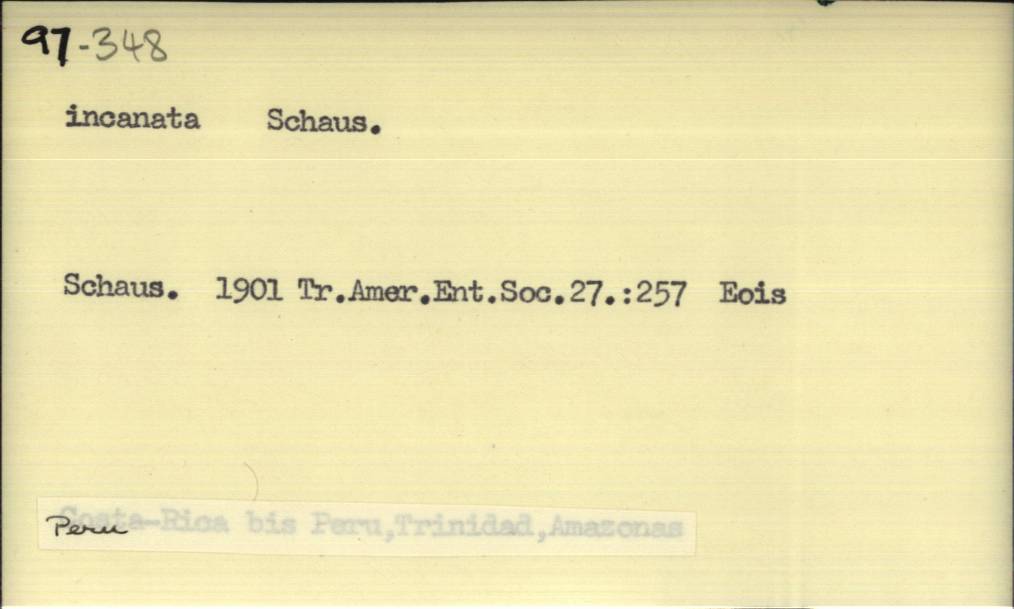 97-348
incanata Schaus.
Schaus. 1901 Tr.Amer.Ent.Soc.27.:257 Eois
Costa-Rica bis Peru,Trinidad,Amazonas
Peru